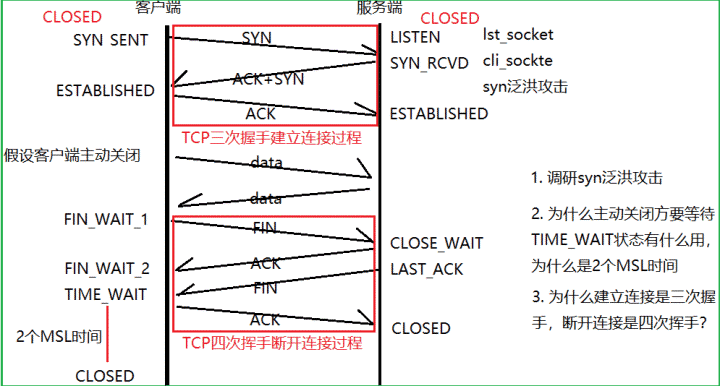 CLOSED
客户端
服务端
CLOSED
SYN_SENT
SYN
LISTEN
lst_socket
SYN_RCVD
cli_sockte
ACK+SYN
syn泛洪攻击
ESTABLISHED
ACK
ESTABLISHED
TCP三次握手建立连接过程
假设客户端主动关闭
data
data
1. 调研syn泛洪攻击
2. 为什么主动关闭方要等待
TIME_WAIT状态有什么用，
为什么是2个MSL时间
3. 为什么建立连接是三次握
手，断开连接是四次挥手？
FIN_WAIT_1
FIN
CLOSE_WAIT
FIN_WAIT_2
ACK
LAST_ACK
TIME_WAIT
FIN
2个MSL时间
ACK
CLOSED
TCP四次挥手断开连接过程
CLOSED